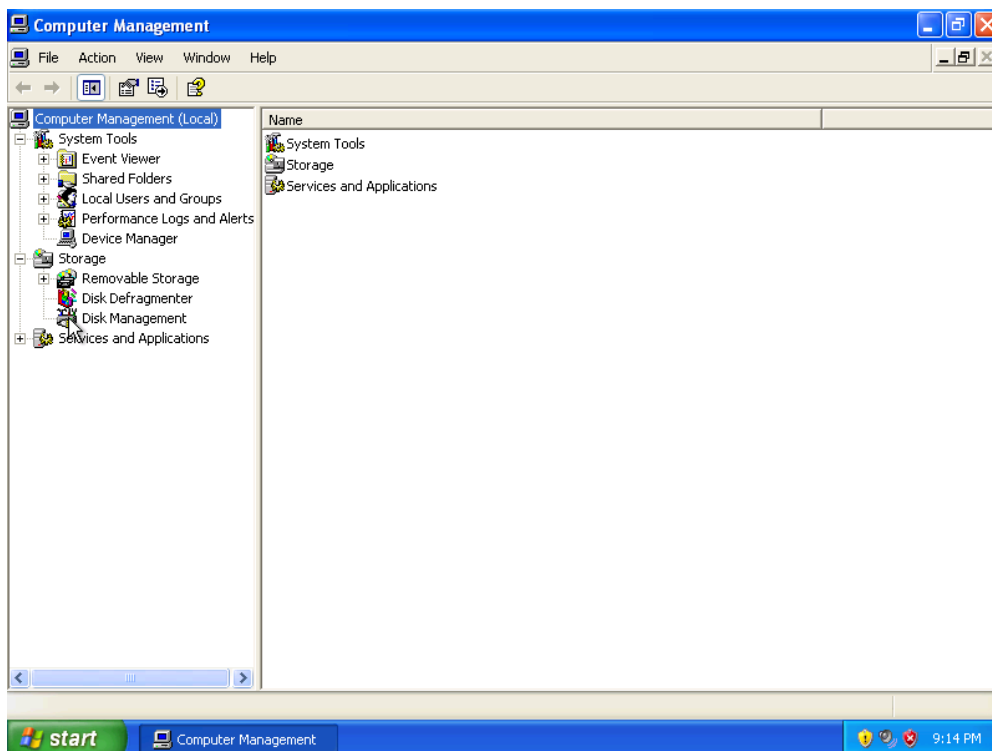 Computer Management
File Action View Window Help
Computer Management (Local)
System Tools
Event Viewer
Shared Folders
Local Users and Groups
Performance Logs and Alerts
Device Manager
Storage
Removable Storage
Disk Defragmenter
Disk Management
Services and Applications
Name
System Tools
Storage
Services and Applications
start
Computer Management
9:14 PM